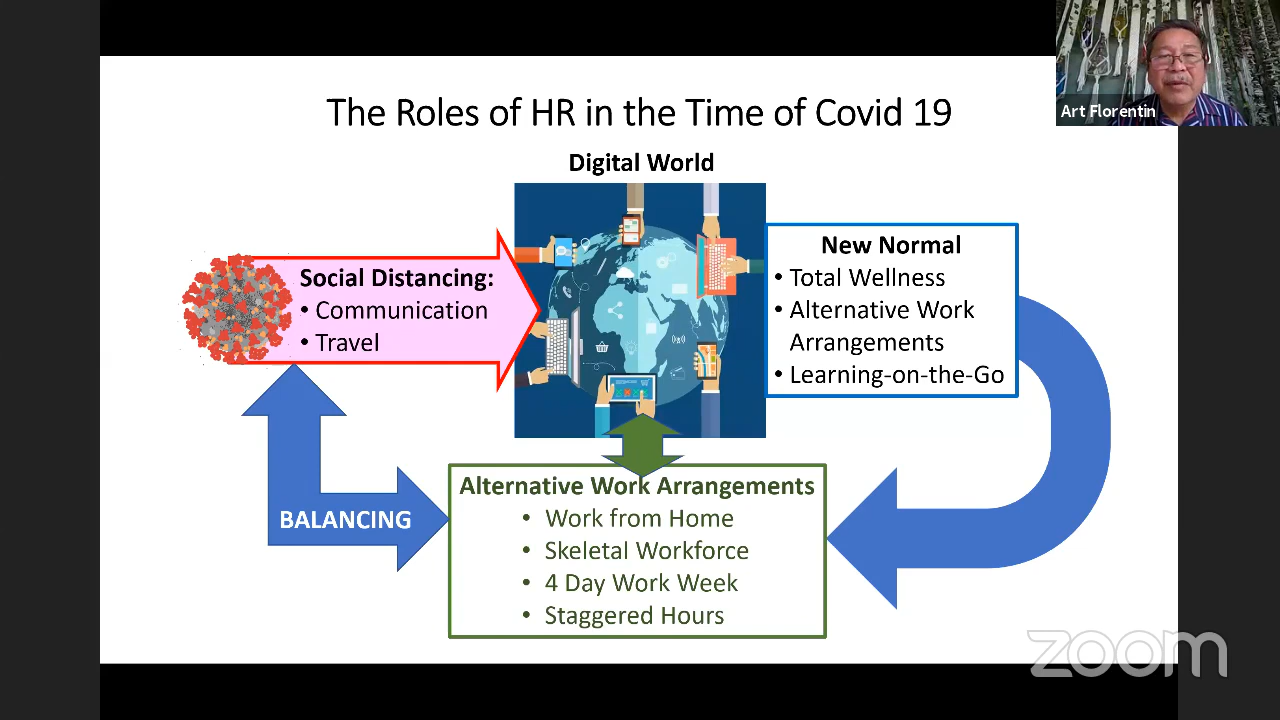 Art Florentin
The Roles of HR in the Time of Covid 19
Digital World
Social Distancing:
• Communication
• Travel
New Normal
• Total Wellness
• Alternative Work
Arrangements
• Learning-on-the-Go
BALANCING
Alternative Work Arrangements
• Work from Home
• Skeletal Workforce
• 4 Day Work Week
• Staggered Hours
zoom